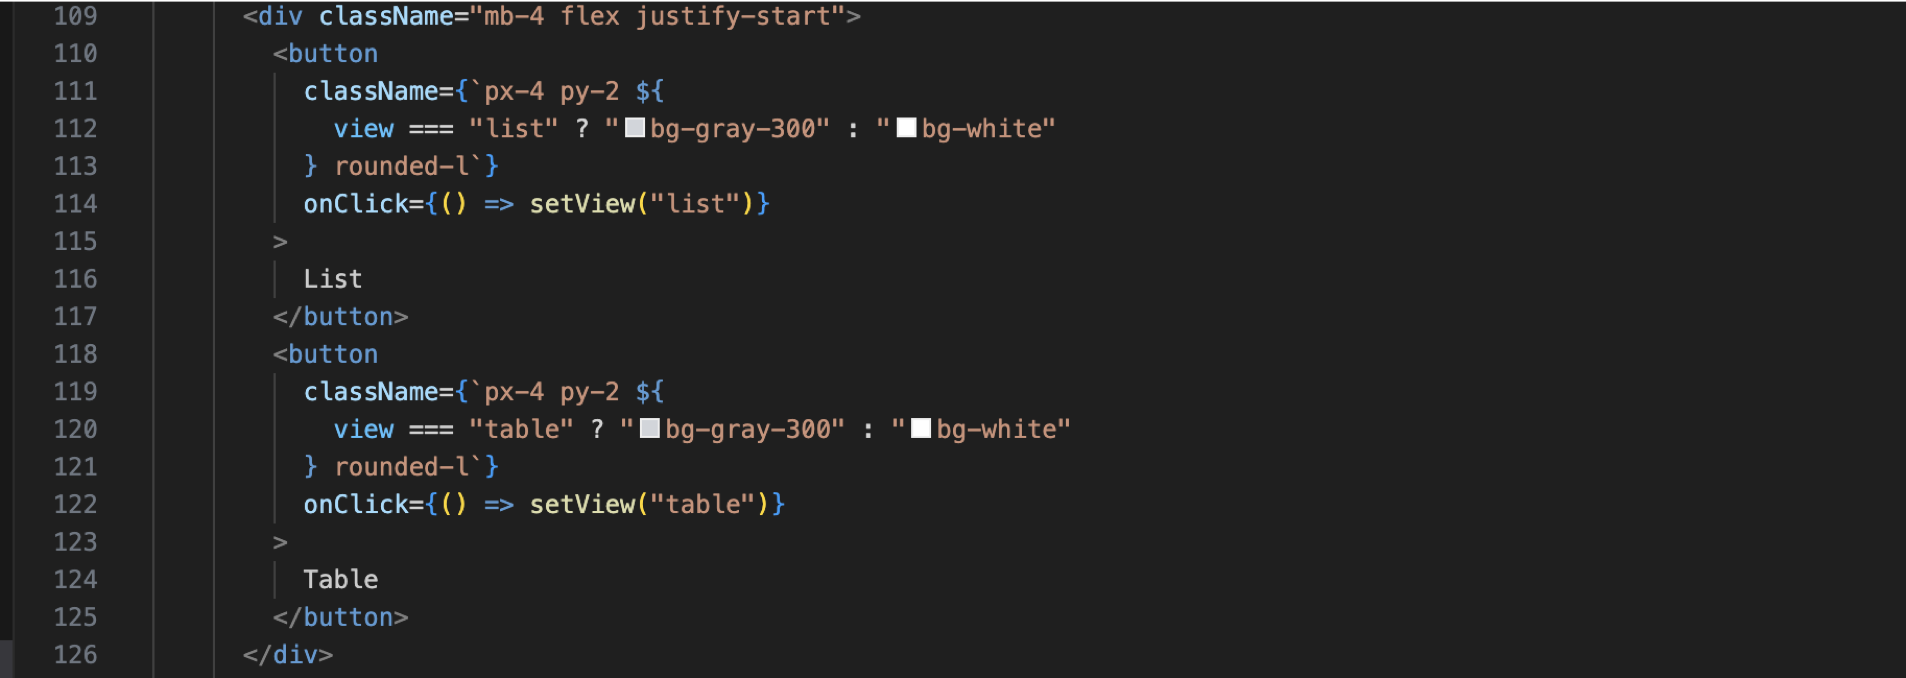 109 <div className="mb-4 flex justify-start">
110 <button
111 className={`px-4 py-2 ${
112 view === "list" ? "bg-gray-300" : "bg-white"
113 } rounded-l`}
114 onClick={() => setView("list")}
115 >
116 List
117 </button>
118 <button
119 className={`px-4 py-2 ${
120 view === "table" ? "bg-gray-300" : "bg-white"
121 } rounded-l`}
122 onClick={() => setView("table")}
123 >
124 Table
125 </button>
126 </div>